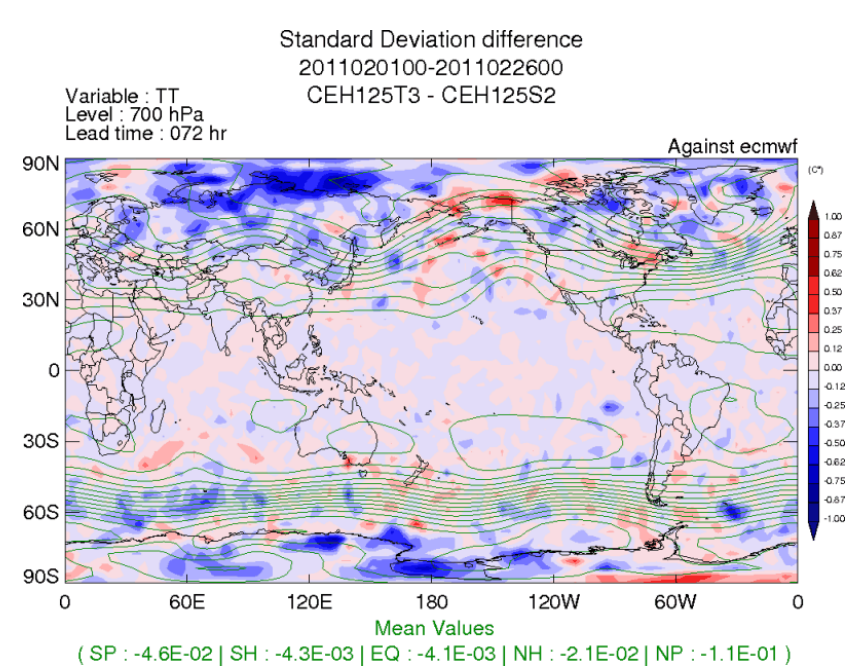 Standard Deviation difference
2011020100-2011022600
CEH125T3 - CEH125S2
Variable : TT
Level : 700 hPa
Lead time : 072 hr
Against ecmwf
(C°)
90N
60N
30N
0
30S
60S
90S
0 60E 120E 180 120W 60W 0
1.00
0.87
0.75
0.62
0.50
0.37
0.25
0.12
0.00
-0.12
-0.25
-0.37
-0.50
-0.62
-0.75
-0.87
-1.00
Mean Values
( SP : -4.6E-02 | SH : -4.3E-03 | EQ : -4.1E-03 | NH : -2.1E-02 | NP : -1.1E-01 )